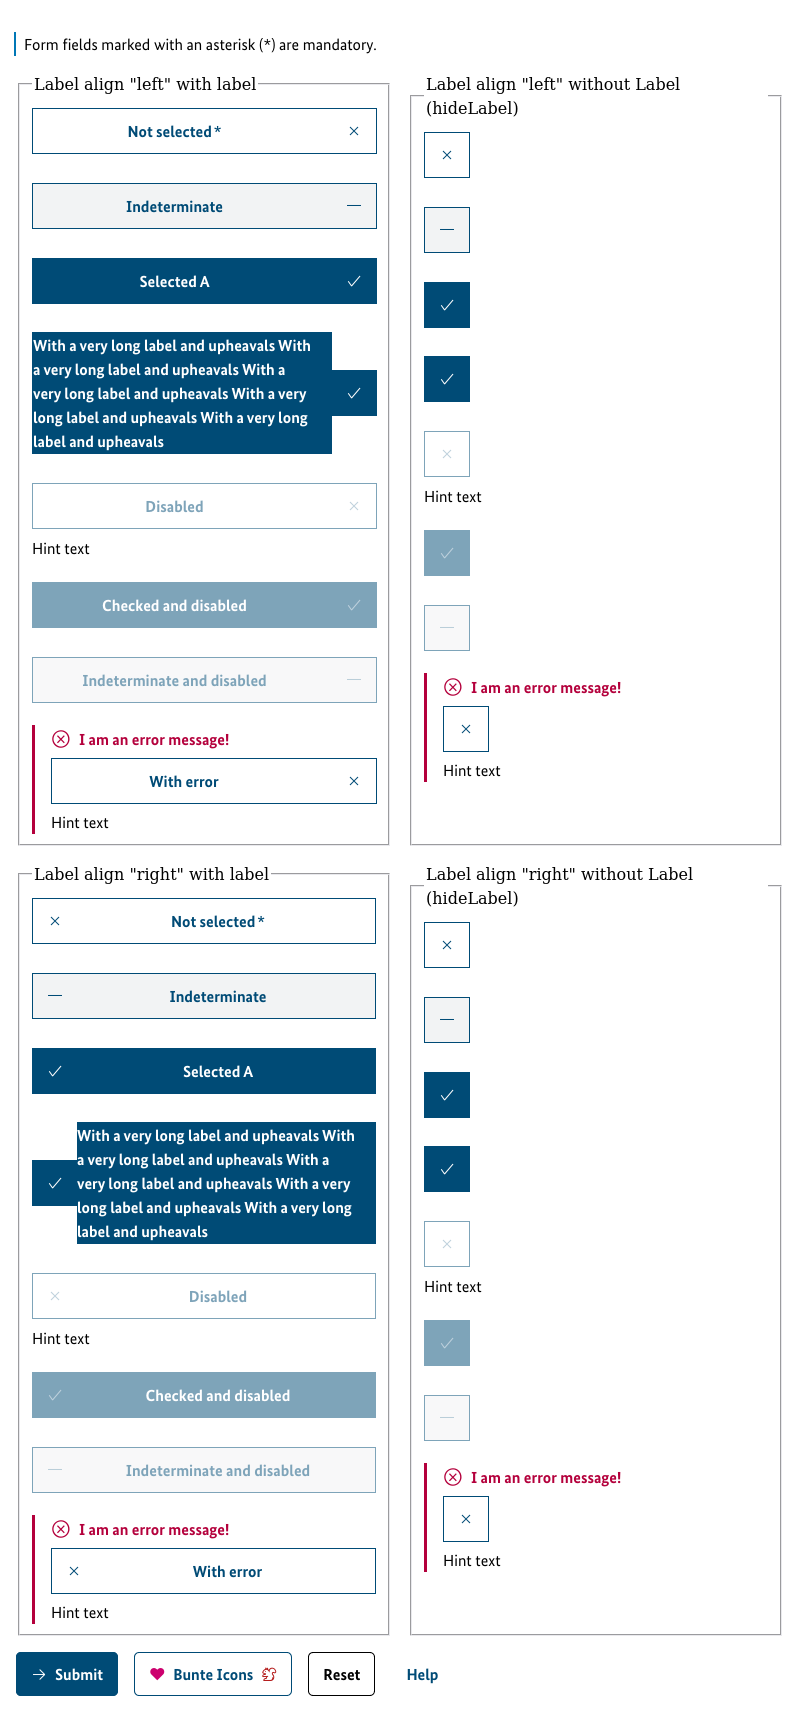 Form fields marked with an asterisk (*) are mandatory.
Label align "left" with label
Not selected *
Indeterminate
Selected A
With a very long label and upheavals With
a very long label and upheavals With a
very long label and upheavals With a very
long label and upheavals With a very long
label and upheavals
Disabled
Hint text
Checked and disabled
Indeterminate and disabled
I am an error message!
With error
Hint text
Label align "left" without Label
(hideLabel)
Hint text
I am an error message!
Hint text
Label align "right" with label
Not selected *
Indeterminate
Selected A
With a very long label and upheavals With
a very long label and upheavals With a
very long label and upheavals With a very
long label and upheavals With a very long
label and upheavals
Disabled
Hint text
Checked and disabled
Indeterminate and disabled
I am an error message!
With error
Hint text
Label align "right" without Label
(hideLabel)
Hint text
I am an error message!
Hint text
Submit
Bunte Icons
Reset
Help